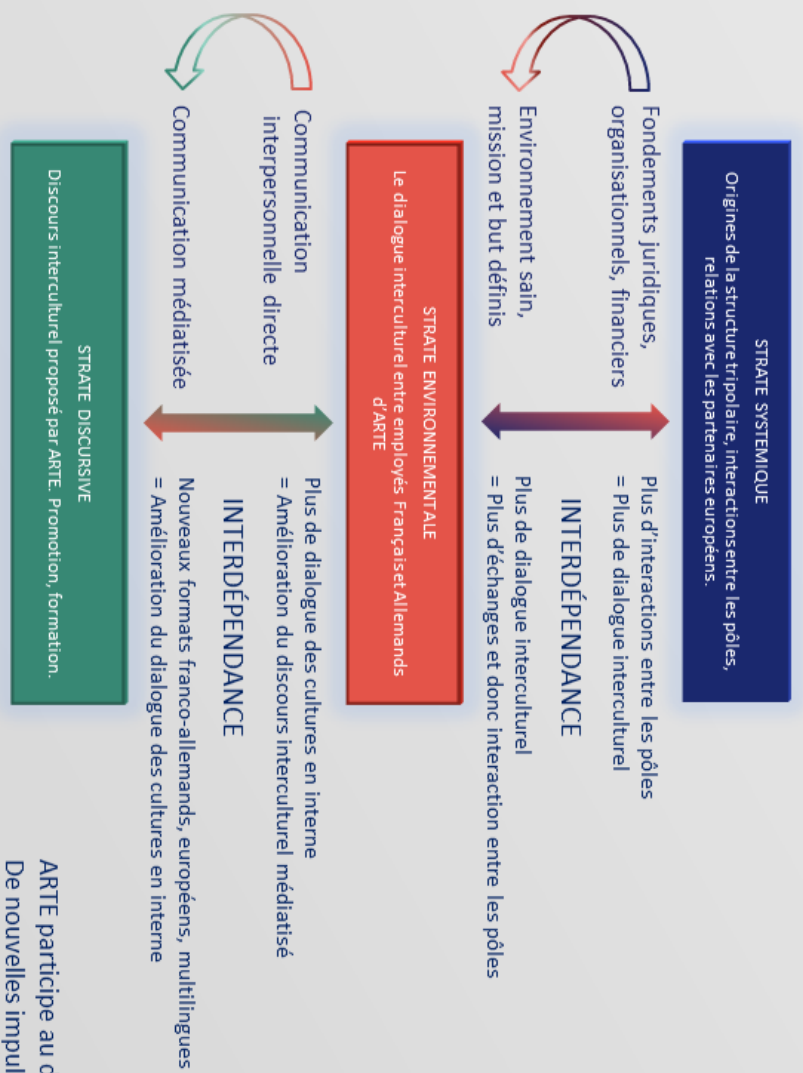 STRATE SYSTEMIQUE
Origines de la structure tripolaire, interactions entre les pôles,
relations avec les partenaires européens.
Fondements juridiques,
organisationnels, financiers
Plus d'interactions entre les pôles
= Plus de dialogue interculturel
INTERDÉPENDANCE
Environnement sain,
mission et but définis
Plus de dialogue interculturel
= Plus d'échanges et donc interaction entre les pôles
STRATE ENVIRONNEMENTALE
Le dialogue interculturel entre employés Français et Allemands
d'ARTE
Communication
interpersonnelle directe
Plus de dialogue des cultures en interne
= Amélioration du discours interculturel médiatisé
INTERDÉPENDANCE
Communication médiatisée
Nouveaux formats franco-allemands, européens, multilingues
= Amélioration du dialogue des cultures en interne
STRATE DISCURSIVE
Discours interculturel proposé par ARTE. Promotion, formation.
ARTE participe au
De nouvelles